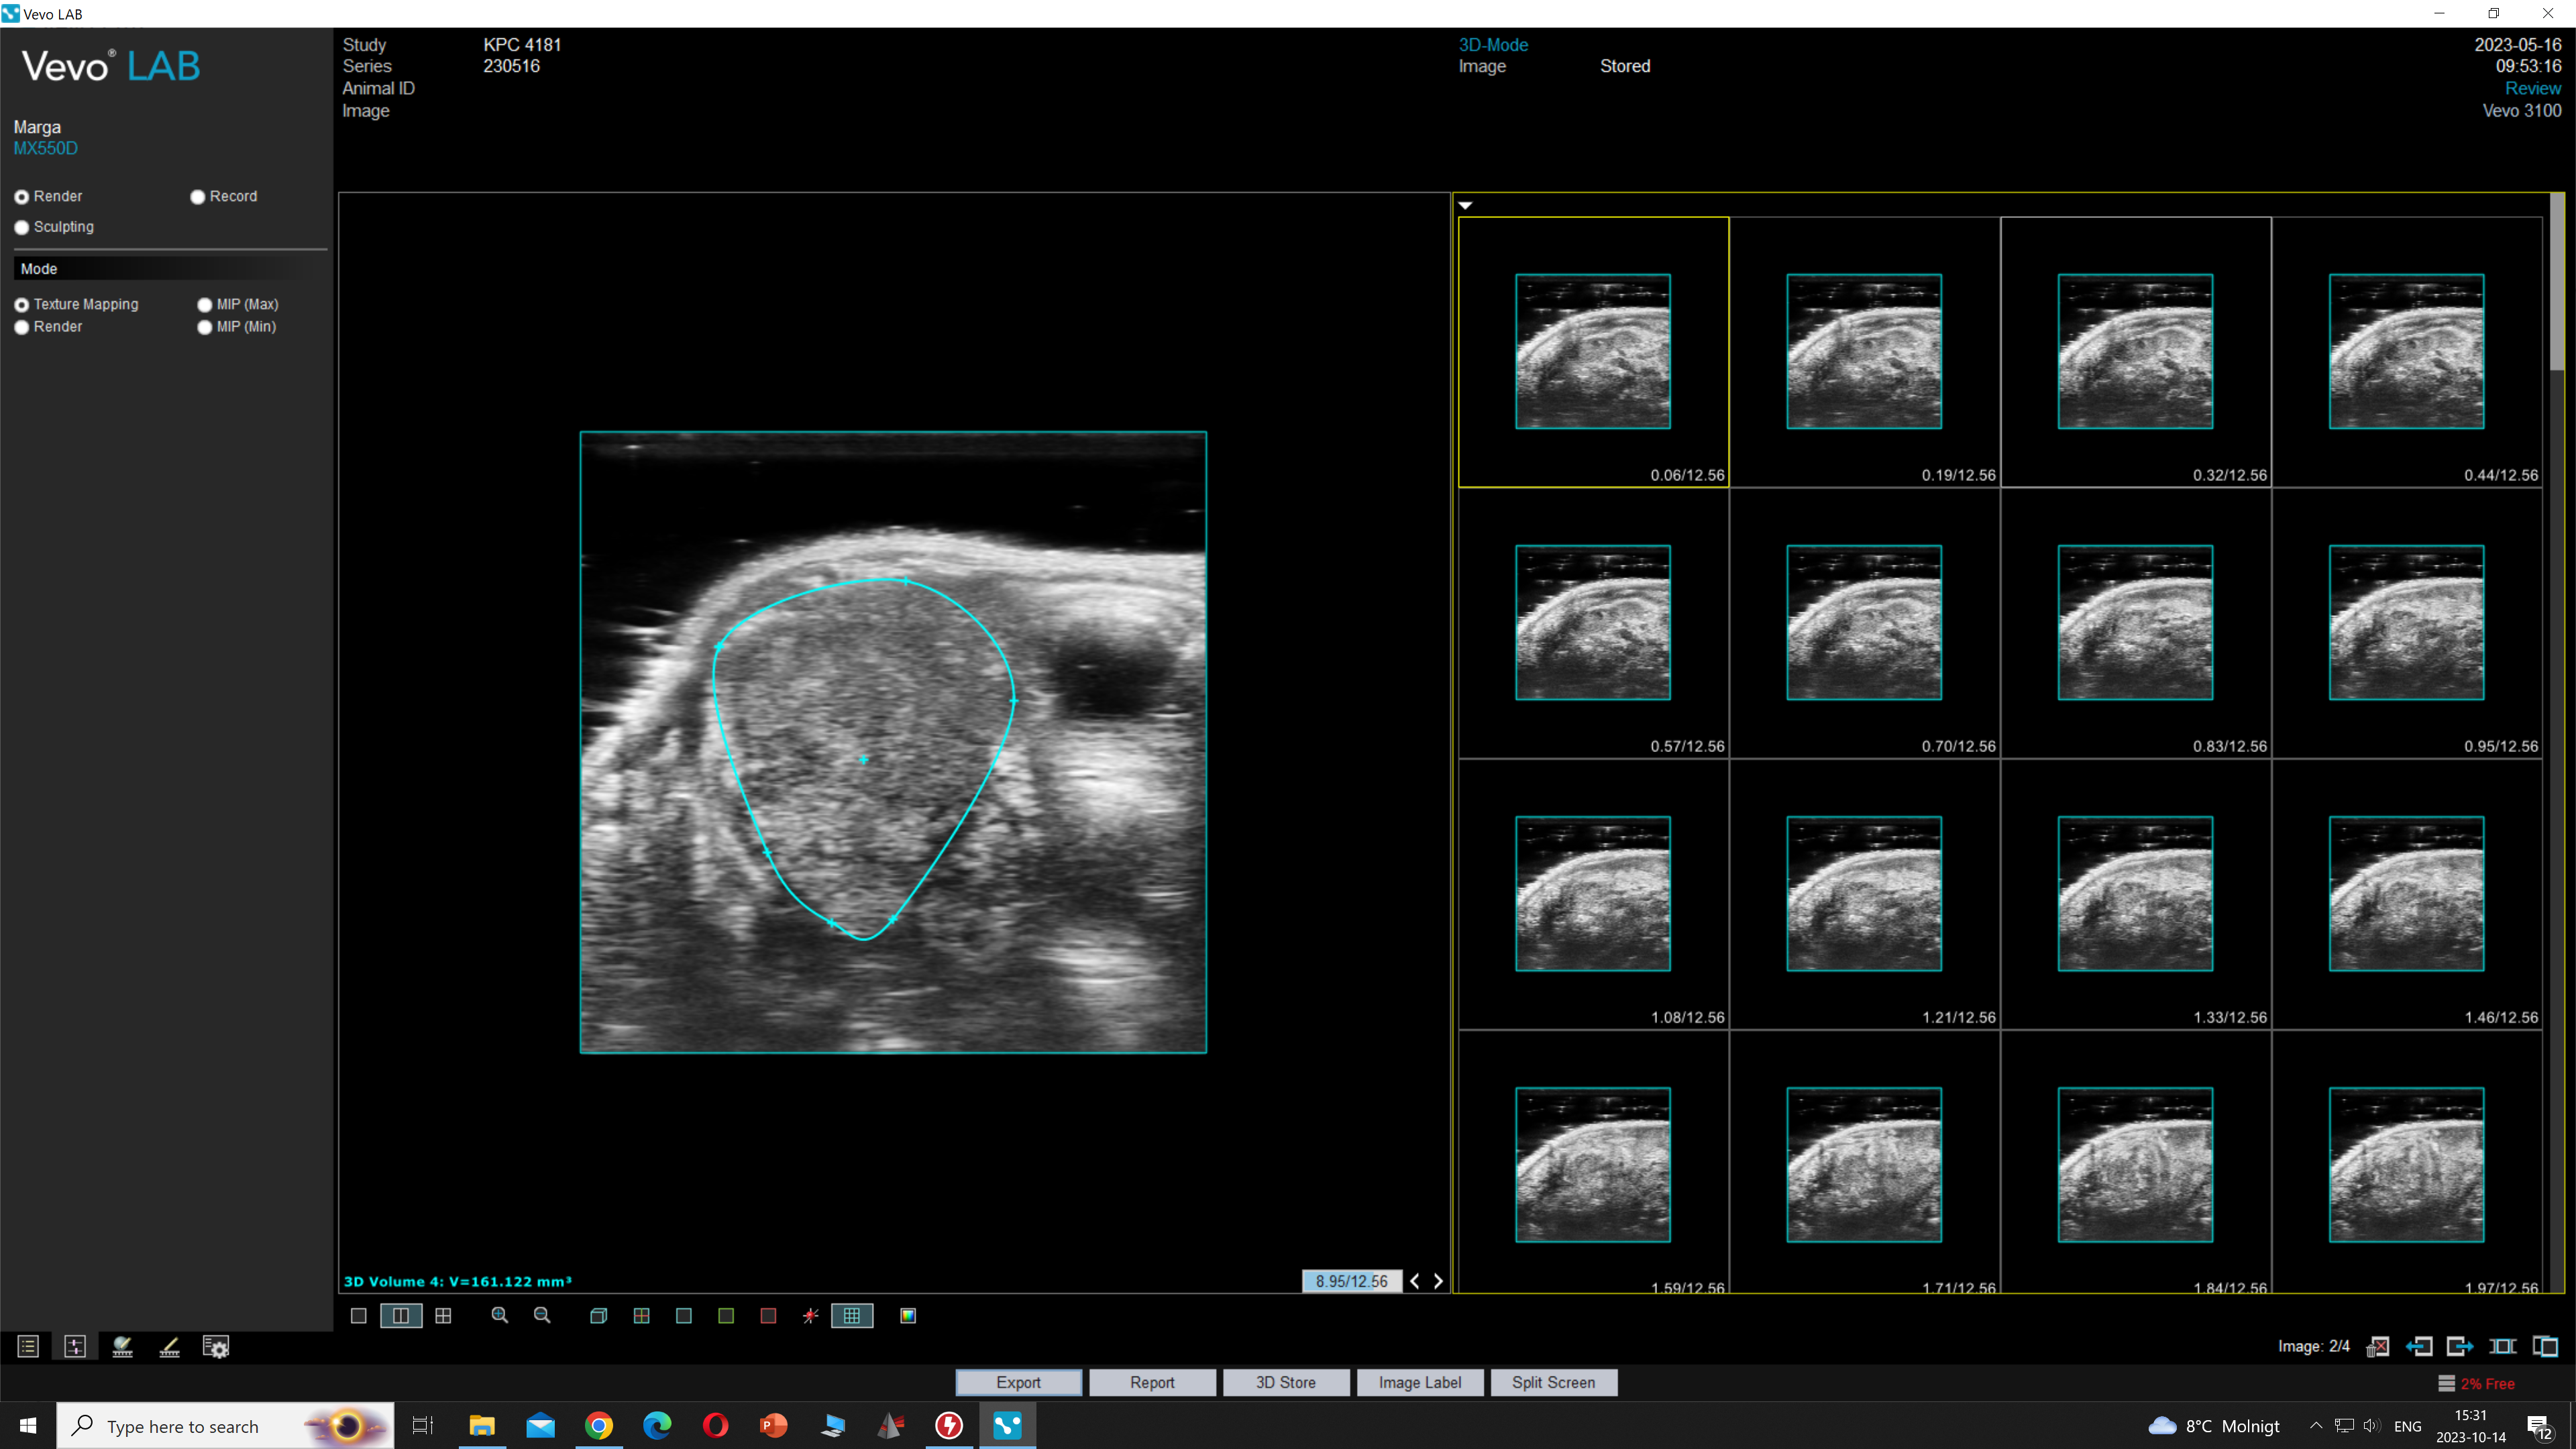 Vevo LAB
Vevo® LAB
Marga
MX550D
Render
Record
Sculpting
Mode
Texture Mapping
MIP (Max)
Render
MIP (Min)
Study KPC 4181
Series 230516
Animal ID
Image
3D-Mode
Image Stored
2023-05-16
09:53:16
Review
Vevo 3100
3D Volume 4: V=161.122 mm³
8.95/12.56
0.06/12.56
0.19/12.56
0.32/12.56
0.44/12.56
0.57/12.56
0.70/12.56
0.83/12.56
0.95/12.56
1.08/12.56
1.21/12.56
1.33/12.56
1.46/12.56
1.59/12.56
1.71/12.56
1.84/12.56
1.97/12.56
Image: 2/4
Export
Report
3D Store
Image Label
Split Screen
2% Free
Type here to search
8°C Molnigt
ENG
15:31
2023-10-14
12